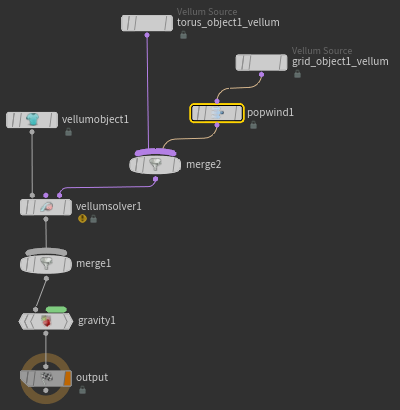 Vellum Source
torus_object1_vellum
Vellum Source
grid_object1_vellum
popwind1
vellumobject1
merge2
vellumsolver1
merge1
gravity1
output